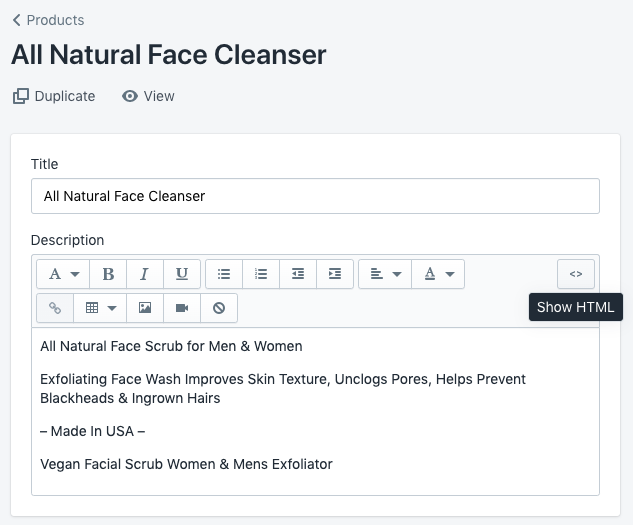 Products
All Natural Face Cleanser
Duplicate View
Title
All Natural Face Cleanser
Description
A B I U A <>
Show HTML
All Natural Face Scrub for Men & Women
Exfoliating Face Wash Improves Skin Texture, Unclogs Pores, Helps Prevent
Blackheads & Ingrown Hairs
– Made In USA –
Vegan Facial Scrub Women & Mens Exfoliator